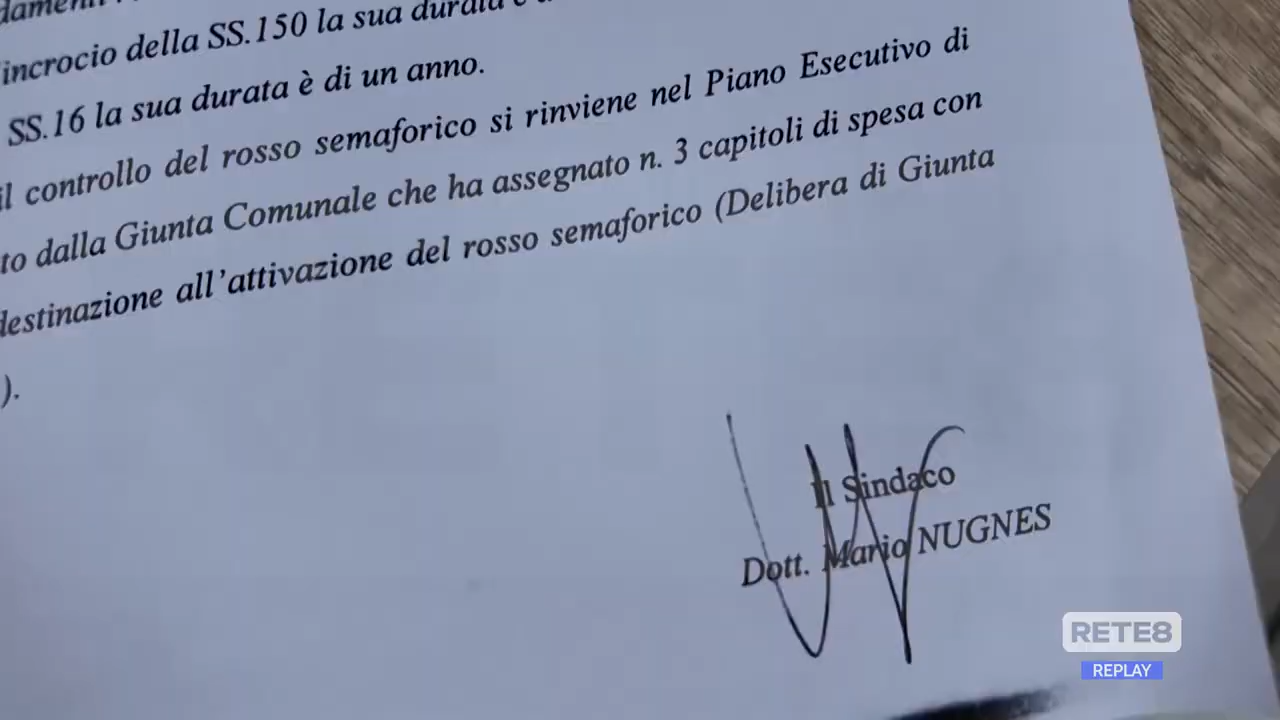 incrocio della SS.150 la sua durata è
SS.16 la sua durata è di un anno.
il controllo del rosso semaforico si rinviene nel Piano Esecutivo di
to dalla Giunta Comunale che ha assegnato n. 3 capitoli di spesa con
destinazione all'attivazione del rosso semaforico (Delibera di Giunta
).
Il Sindaco
Dott. Mario NUGNES
RETE8
REPLAY